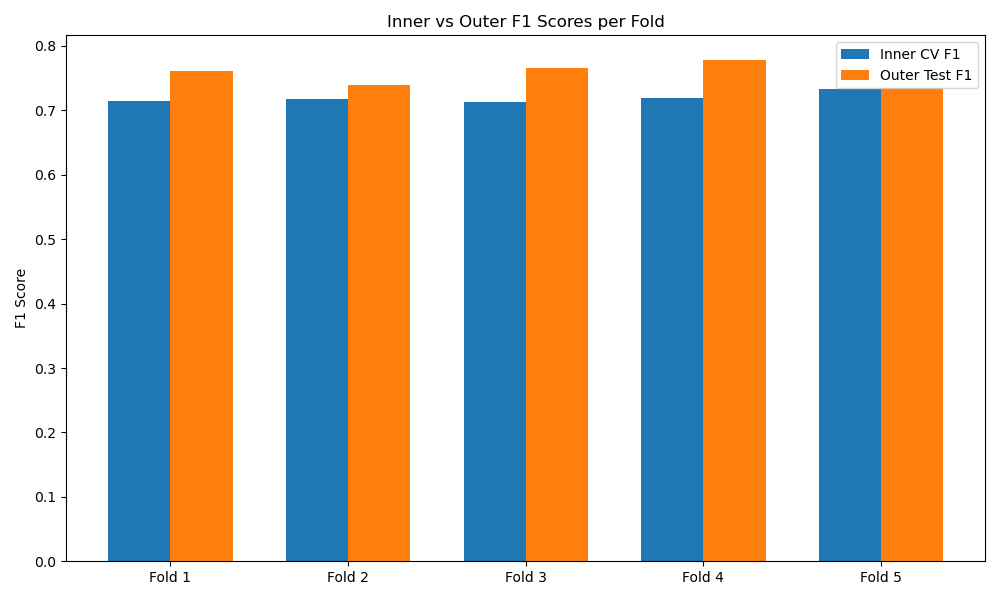 Inner vs Outer F1 Scores per Fold
Inner CV F1
Outer Test F1
F1 Score
0.8
0.7
0.6
0.5
0.4
0.3
0.2
0.1
0.0
Fold 1 Fold 2 Fold 3 Fold 4 Fold 5